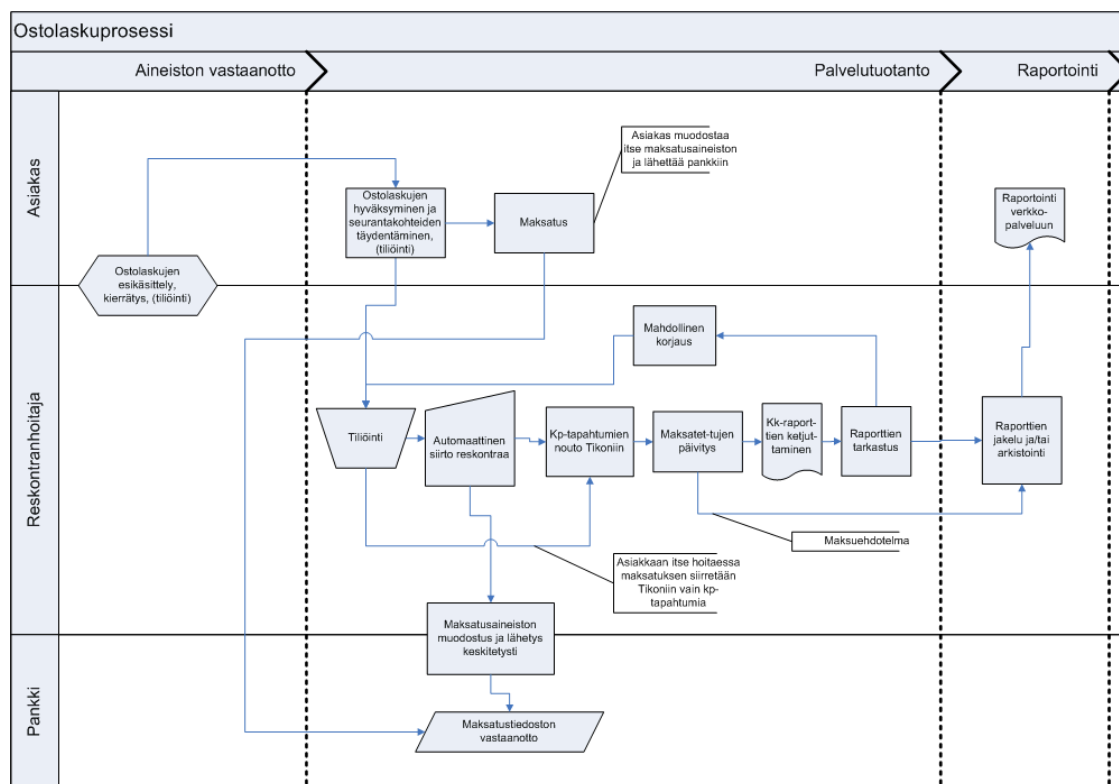 Ostolaskuprosessi
Aineiston vastaanotto
Palvelutuotanto
Raportointi
Asiakas
Asiakas muodostaa
itse maksatusaineiston
ja lähettää pankkiin
Ostolaskujen
hyväksyminen ja
seurantakohteiden
täydentäminen,
(tiliöinti)
Maksatus
Raportointi
verkko-
palveluun
Ostolaskujen
esikäsittely,
kierrätys, (tiliöinti)
Reskontranhoitaja
Mahdollinen
korjaus
Tiliöinti
Automaattinen
siirto reskontraa
Kp-tapahtumien
nouto Tikoniin
Maksatet-tujen
päivitys
Kk-raport-
tien ketjut-
taminen
Raporttien
tarkastus
Raporttien
jakelu ja/tai
arkistointi
Maksuehdotelma
Asiakkaan itse hoitaessa
maksatuksen siirretään
Tikoniin vain kp-
tapahtumia
Maksatusaineiston
muodostus ja lähetys
keskitetysti
Pankki
Maksatustiedoston
vastaanotto